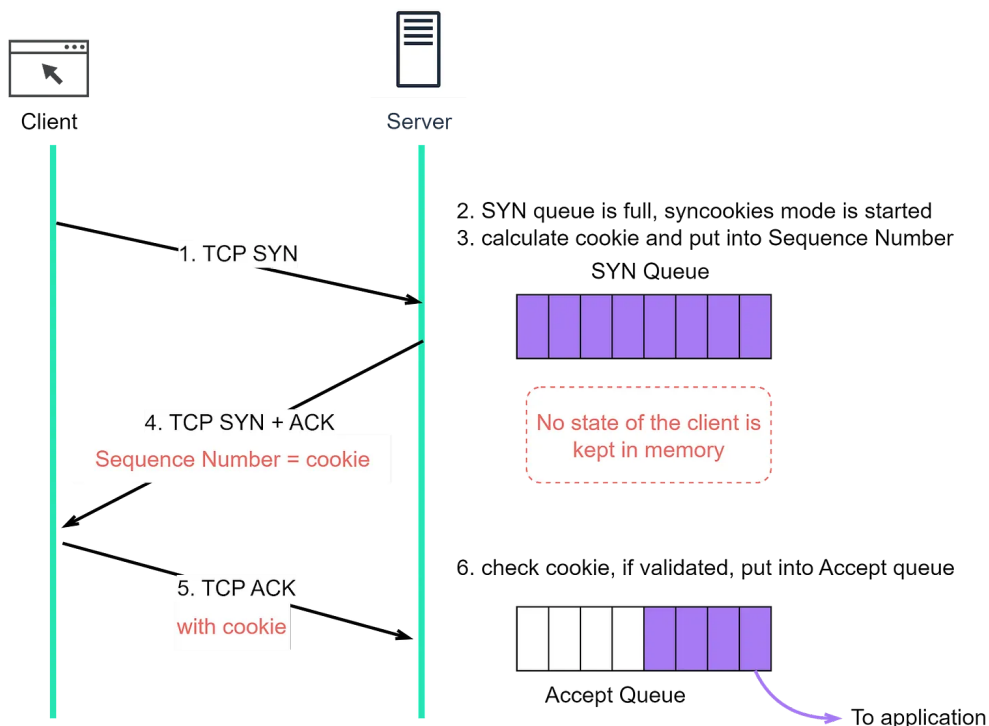 Client
Server
1. TCP SYN
2. SYN queue is full, syncookies mode is started
3. calculate cookie and put into Sequence Number
SYN Queue
4. TCP SYN + ACK
Sequence Number = cookie
No state of the client is
kept in memory
5. TCP ACK
with cookie
6. check cookie, if validated, put into Accept queue
Accept Queue
To application